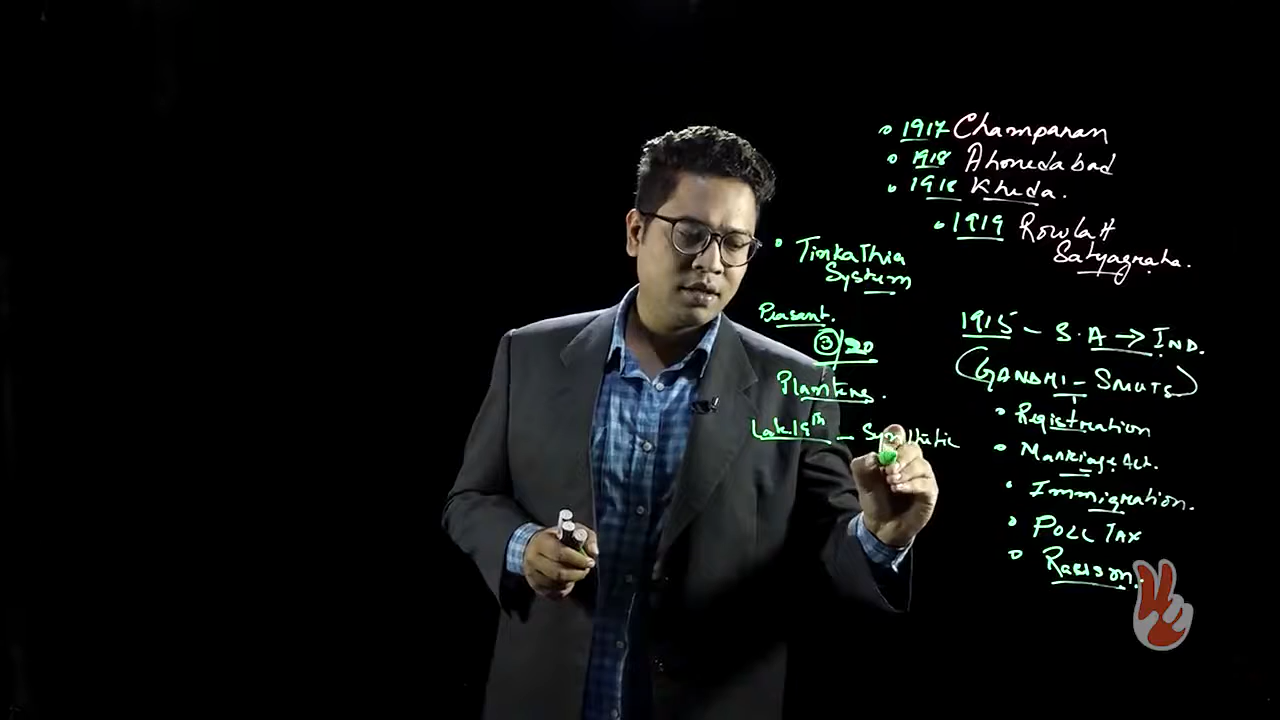 1917 Champaran
1918 Ahmedabad
1918 Kheda.
1919 Rowlatt
Satyagraha.
Tinkathia
System
Peasant.
3/20
Planters.
Late 19th - Synthetic
1915 - S.A → IND.
(GANDHI - SMUTS)
Registration
Marriage Act.
Immigration.
POLL TAX
Racism.